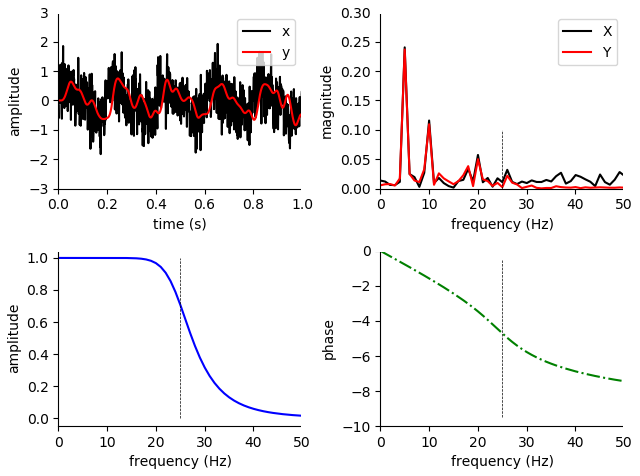 3
2
1
0
−1
−2
−3
amplitude
x
y
0.0 0.2 0.4 0.6 0.8 1.0
time (s)
0.30
0.25
0.20
0.15
0.10
0.05
0.00
magnitude
X
Y
0 10 20 30 40 50
frequency (Hz)
1.0
0.8
0.6
0.4
0.2
0.0
amplitude
0 10 20 30 40 50
frequency (Hz)
0
−2
−4
−6
−8
−10
phase
0 10 20 30 40 50
frequency (Hz)